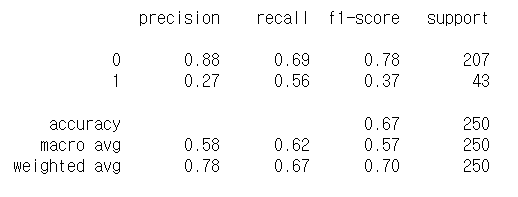 precision recall f1-score support
0 0.88 0.69 0.78 207
1 0.27 0.56 0.37 43
accuracy 0.67 250
macro avg 0.58 0.62 0.57 250
weighted avg 0.78 0.67 0.70 250